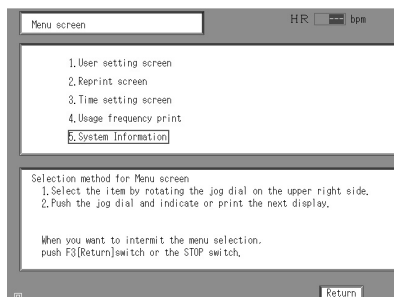 Menu screen
HR --- bpm
1.User setting screen
2.Reprint screen
3.Time setting screen
4.Usage frequency print
5.System Information
Selection method for Menu screen
1.Select the item by rotating the jog dial on the upper right side.
2.Push the jog dial and indicate or print the next display.
When you want to intermit the menu selection.
push F3[Return]switch or the STOP switch.
Return